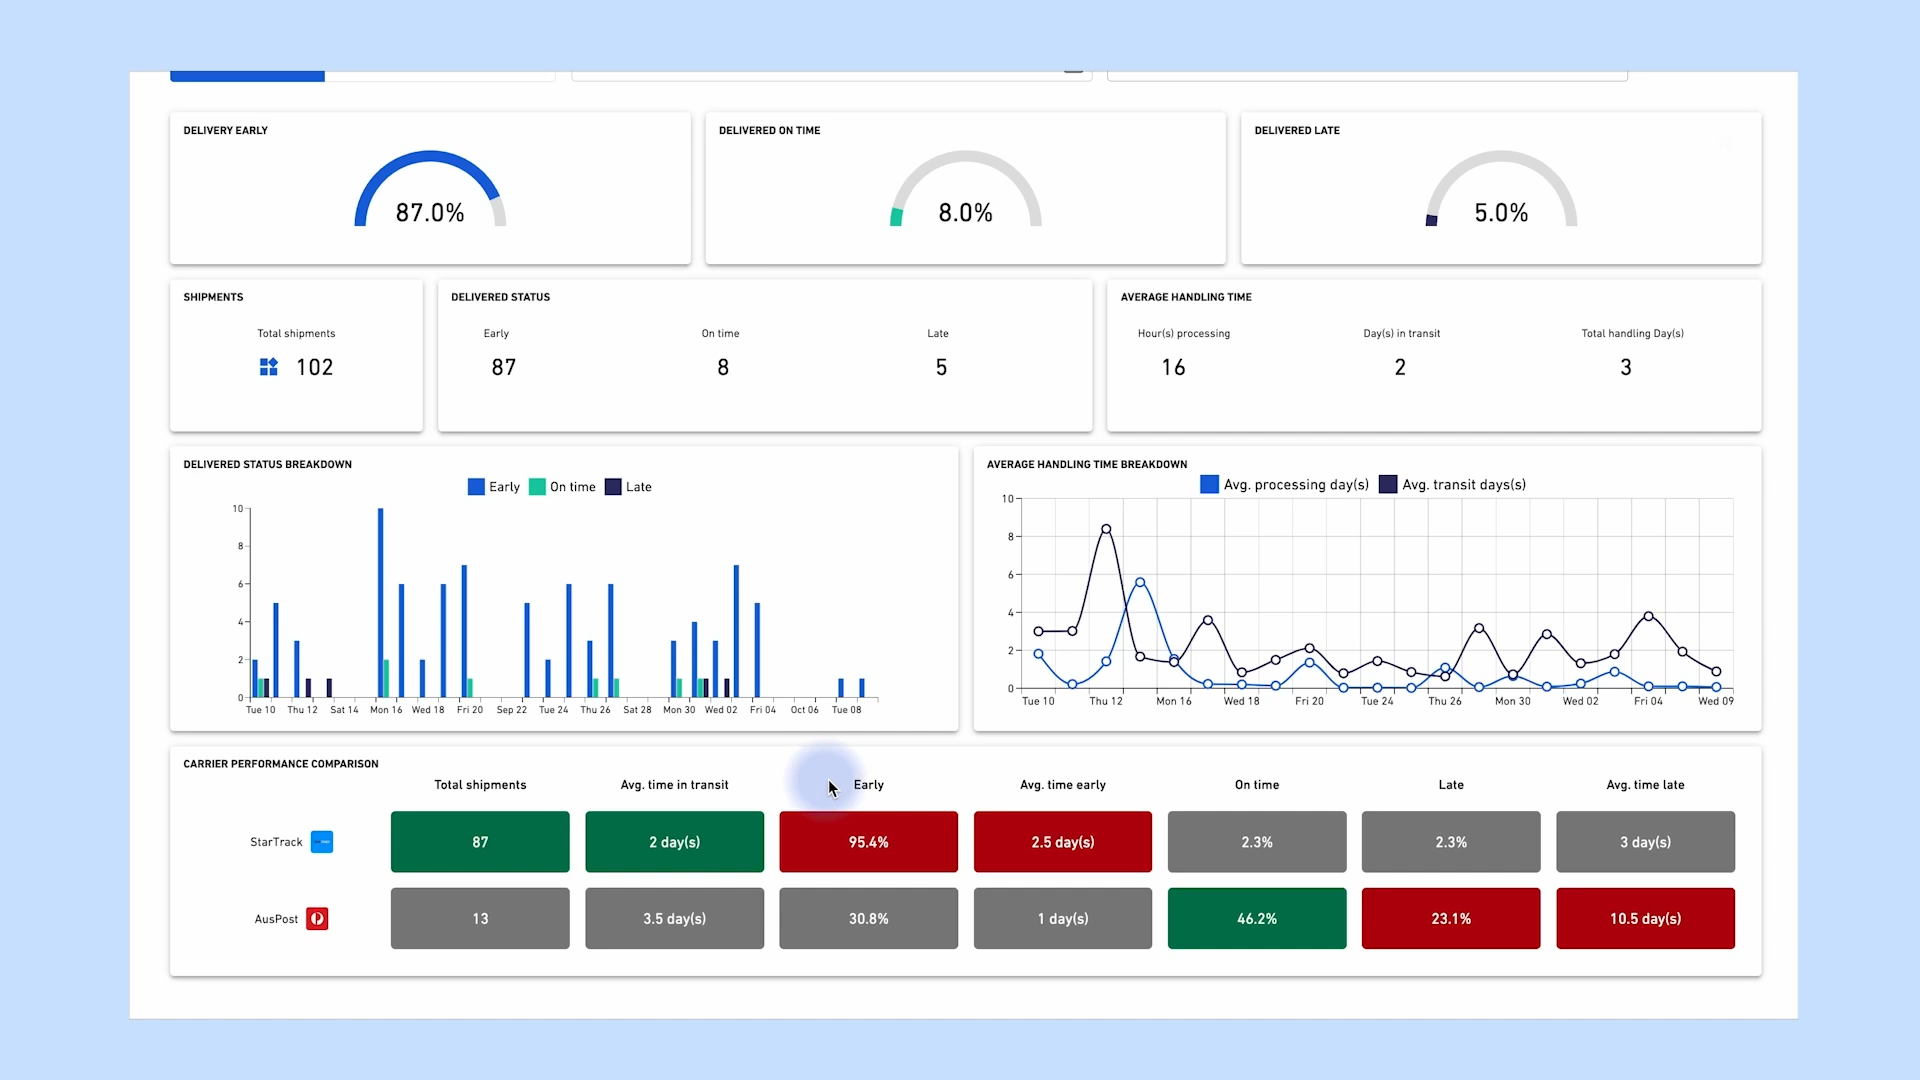 DELIVERY EARLY
87.0%
DELIVERED ON TIME
8.0%
DELIVERED LATE
5.0%
SHIPMENTS
Total shipments
102
DELIVERED STATUS
Early On time Late
87 8 5
AVERAGE HANDLING TIME
Hour(s) processing Day(s) in transit Total handling Day(s)
16 2 3
DELIVERED STATUS BREAKDOWN
Early On time Late
10
8
6
4
2
0
Tue 10 Thu 12 Sat 14 Mon 16 Wed 18 Fri 20 Sep 22 Tue 24 Thu 26 Sat 28 Mon 30 Wed 02 Fri 04 Oct 06 Tue 08
AVERAGE HANDLING TIME BREAKDOWN
Avg. processing day(s) Avg. transit days(s)
10
8
6
4
2
0
Tue 10 Thu 12 Mon 16 Wed 18 Fri 20 Tue 24 Thu 26 Mon 30 Wed 02 Fri 04 Wed 09
CARRIER PERFORMANCE COMPARISON
Total shipments Avg. time in transit Early Avg. time early On time Late Avg. time late
StarTrack 87 2 day(s) 95.4% 2.5 day(s) 2.3% 2.3% 3 day(s)
AusPost 13 3.5 day(s) 30.8% 1 day(s) 46.2% 23.1% 10.5 day(s)